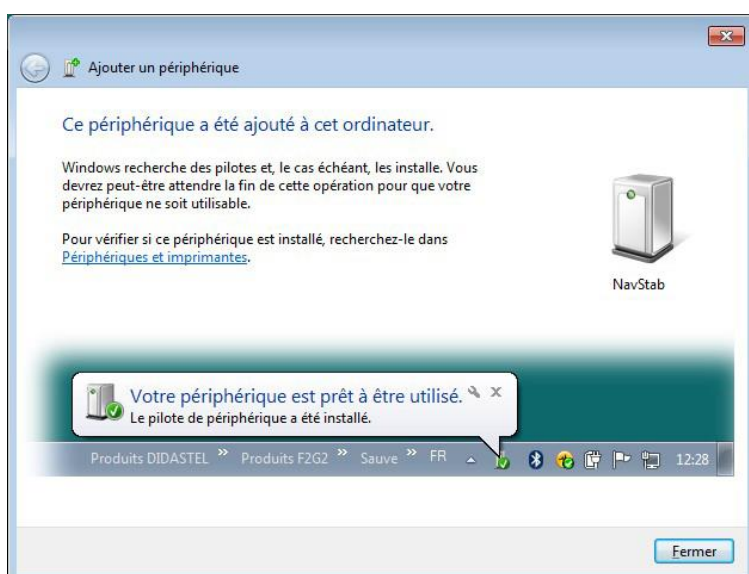 Ajouter un périphérique
Ce périphérique a été ajouté à cet ordinateur.
Windows recherche des pilotes et, le cas échéant, les installe. Vous
devrez peut-être attendre la fin de cette opération pour que votre
périphérique ne soit utilisable.
Pour vérifier si ce périphérique est installé, recherchez-le dans
Périphériques et imprimantes.
NavStab
Votre périphérique est prêt à être utilisé.
Le pilote de périphérique a été installé.
Produits DIDASTEL » Produits F2G2 » Sauve » FR 12:28
Fermer